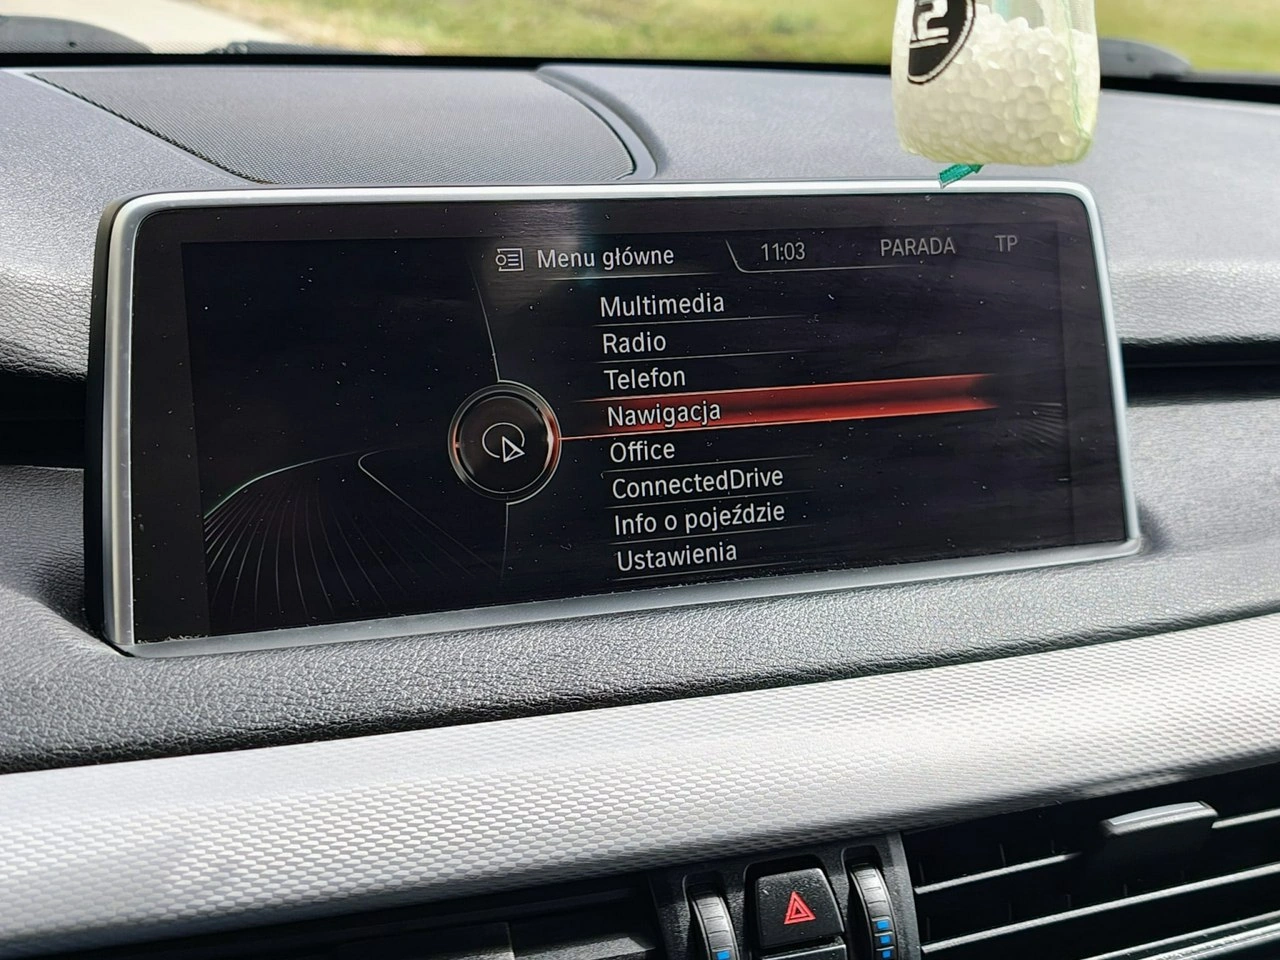 Menu główne 11:03 PARADA TP
Multimedia
Radio
Telefon
Nawigacja
Office
ConnectedDrive
Info o pojeździe
Ustawienia